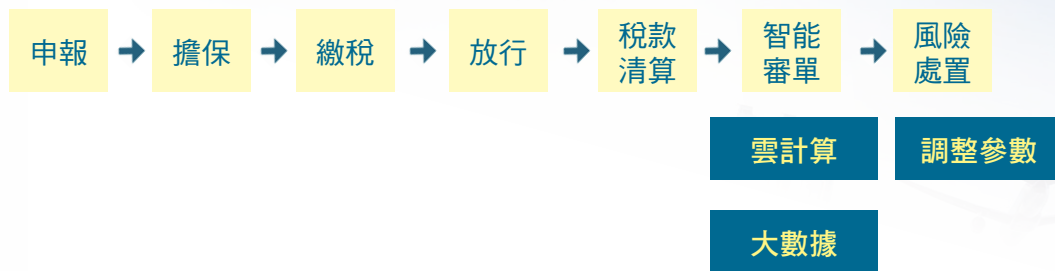 申報
擔保
繳稅
放行
稅款
清算
智能
審單
風險
處置
雲計算
調整參數
大數據